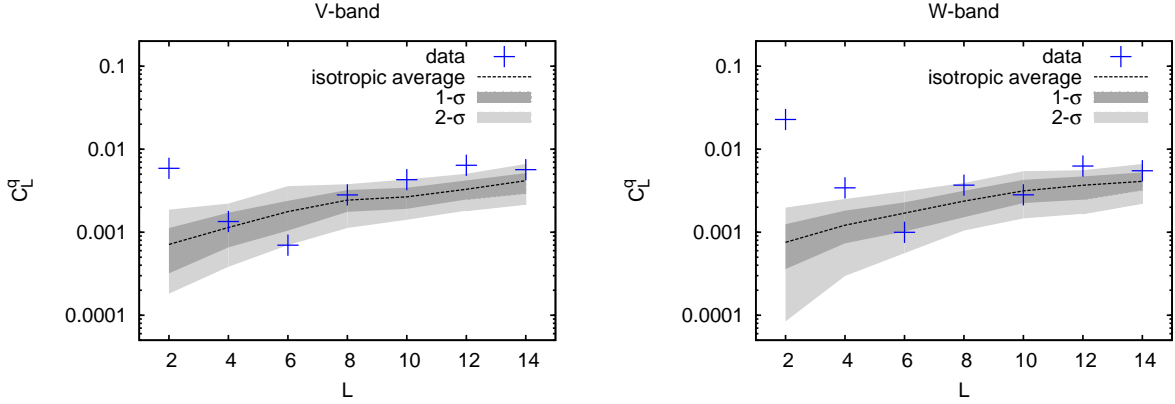 V-band
data
isotropic average
1-σ
2-σ
0.1
0.01
0.001
0.0001
C_L^q
2 4 6 8 10 12 14
L
W-band
data
isotropic average
1-σ
2-σ
0.1
0.01
0.001
0.0001
C_L^q
2 4 6 8 10 12 14
L